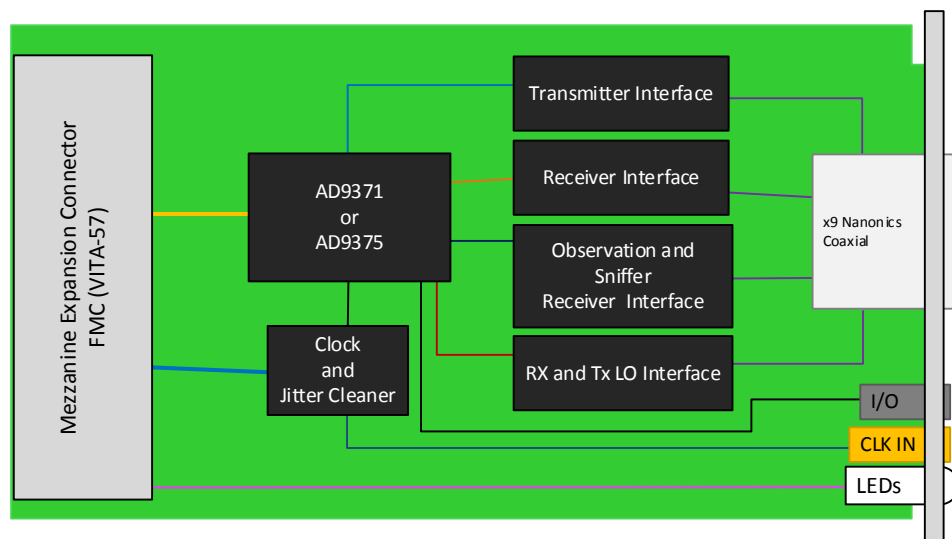 Mezzanine Expansion Connector
FMC (VITA-57)
AD9371
or
AD9375
Clock
and
Jitter Cleaner
Transmitter Interface
Receiver Interface
Observation and
Sniffer
Receiver Interface
RX and Tx LO Interface
x9 Nanonics
Coaxial
I/O
CLK IN
LEDs